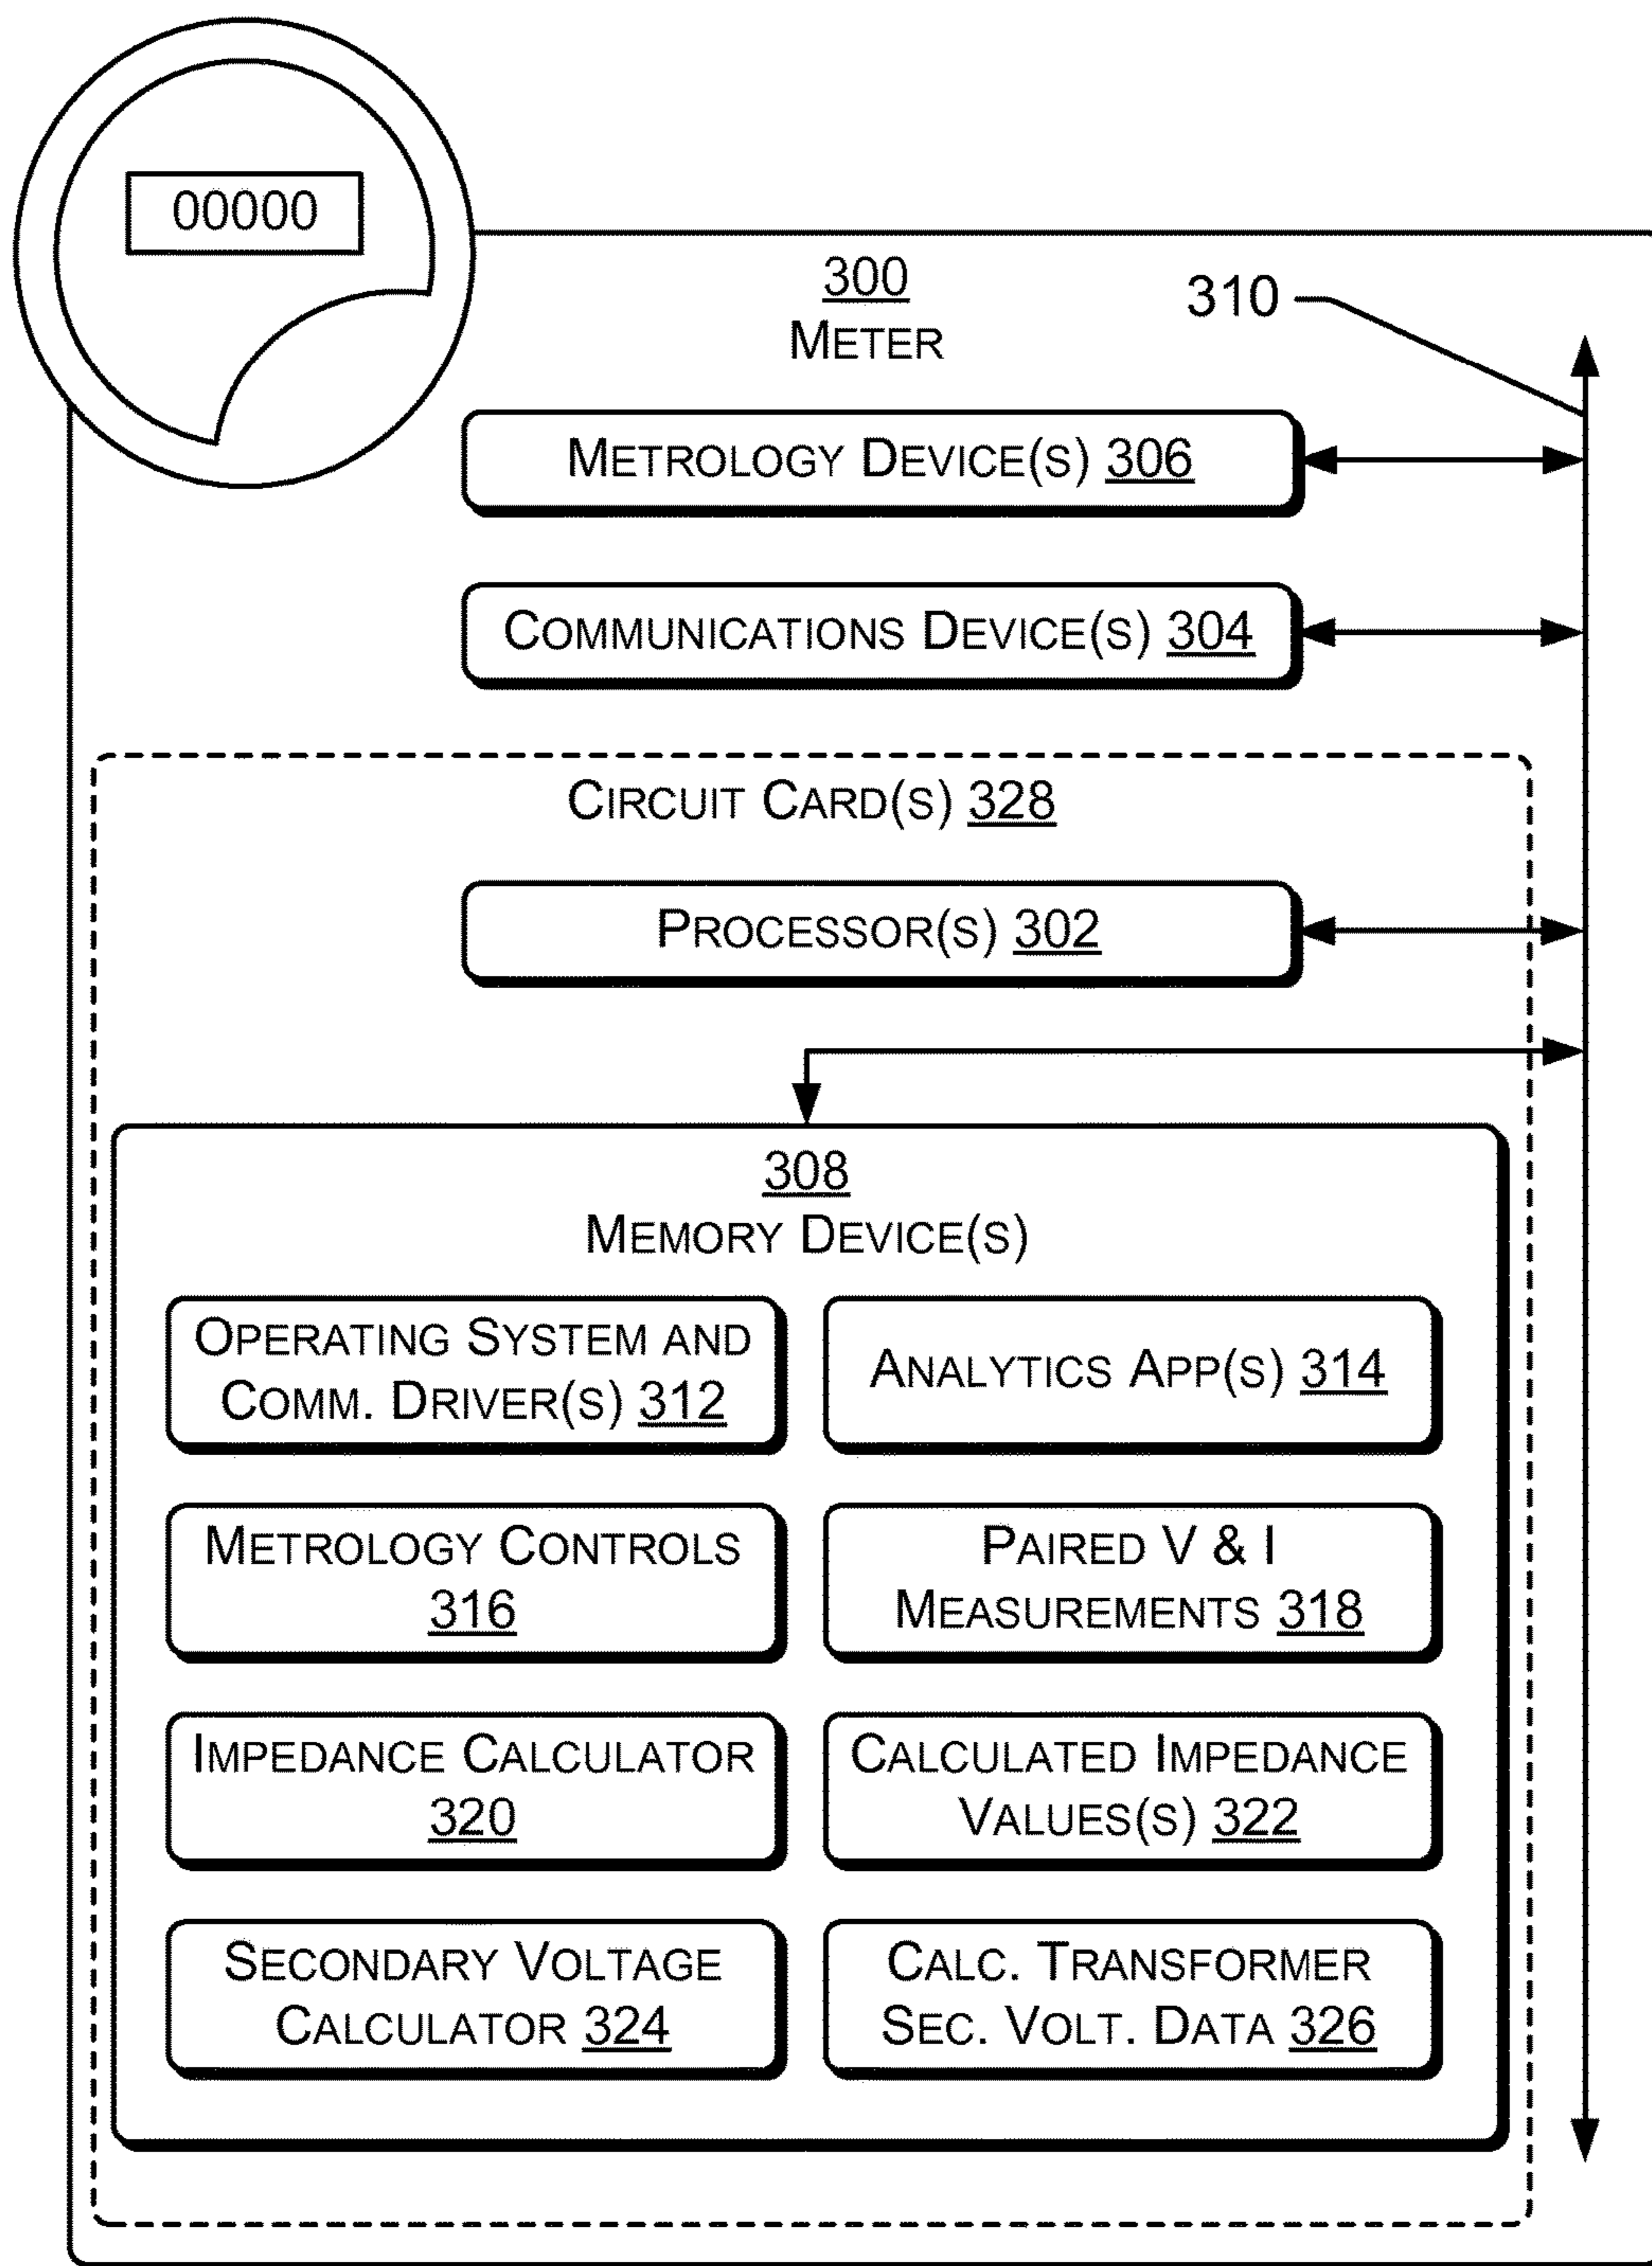 00000
300
METER
310
METROLOGY DEVICE(S) 306
COMMUNICATIONS DEVICE(S) 304
CIRCUIT CARD(S) 328
PROCESSOR(S) 302
308
MEMORY DEVICE(S)
OPERATING SYSTEM AND
COMM. DRIVER(S) 312
ANALYTICS APP(S) 314
METROLOGY CONTROLS
316
PAIRED V & I
MEASUREMENTS 318
IMPEDANCE CALCULATOR
320
CALCULATED IMPEDANCE
VALUES(S) 322
SECONDARY VOLTAGE
CALCULATOR 324
CALC. TRANSFORMER
SEC. VOLT. DATA 326